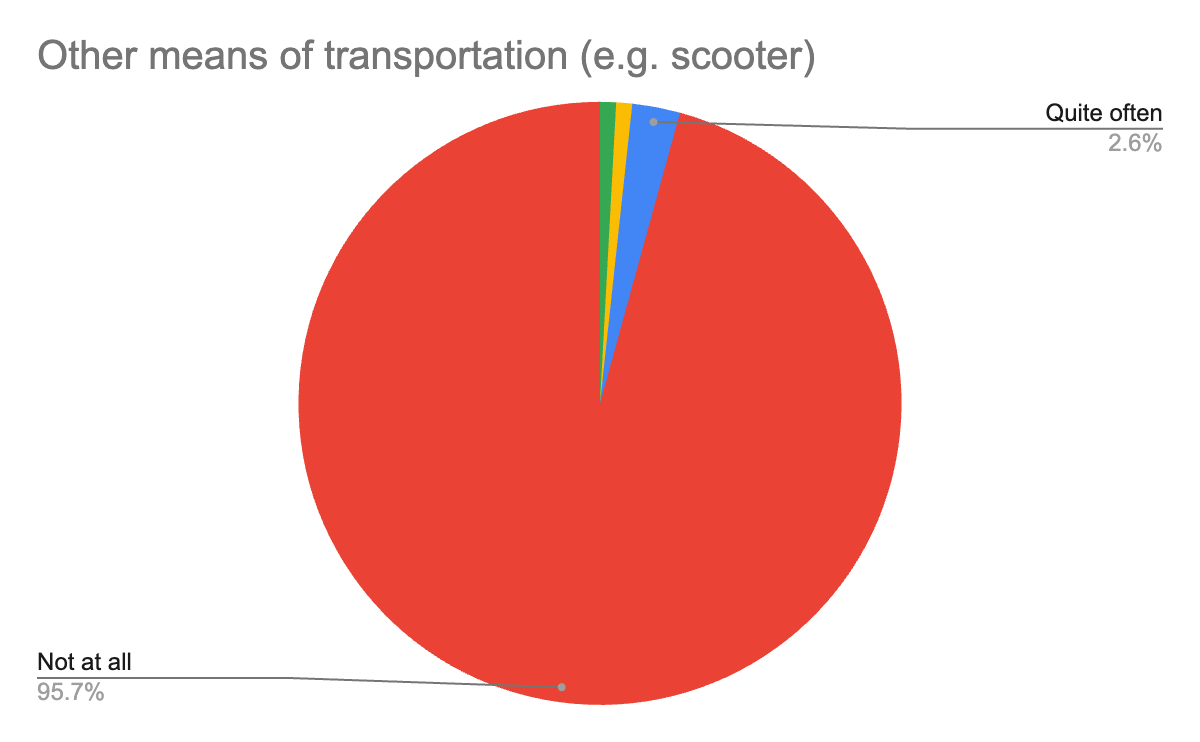 Other means of transportation (e.g. scooter)
Quite often
2.6%
Not at all
95.7%